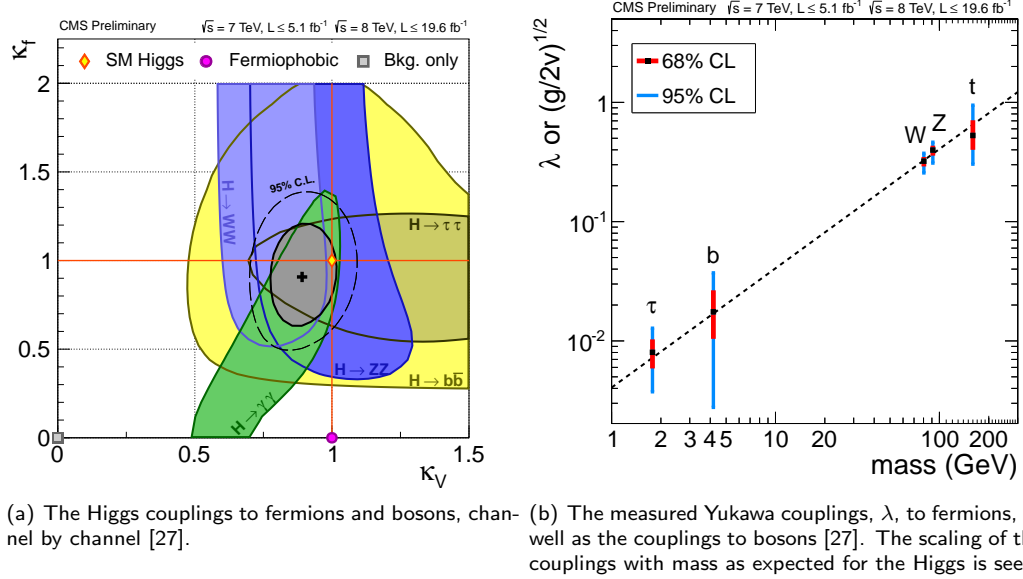 CMS Preliminary √s = 7 TeV, L ≤ 5.1 fb⁻¹ √s = 8 TeV, L ≤ 19.6 fb⁻¹
κf
SM Higgs Fermiophobic Bkg. only
2
1.5
1
0.5
0
95% C.L.
H → WW
H → τ τ
H → ZZ
H → bb̅
H → γ γ
0 0.5 1 1.5
κV
(a) The Higgs couplings to fermions and bosons, chan-
nel by channel [27].
CMS Preliminary √s = 7 TeV, L ≤ 5.1 fb⁻¹ √s = 8 TeV, L ≤ 19.6 fb⁻¹
λ or (g/2v)^1/2
68% CL
95% CL
t
W Z
b
τ
1
10⁻¹
10⁻²
1 2 3 4 5 10 20 100 200
mass (GeV)
(b) The measured Yukawa couplings, λ, to fermions,
well as the couplings to bosons [27]. The scaling of
couplings with mass as expected for the Higgs is